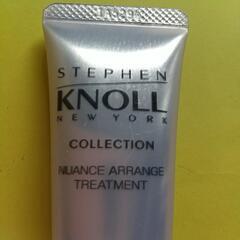 STEPHEN
KNOLL
NEW YORK
COLLECTION
NUANCE ARRANGE
TREATMENT